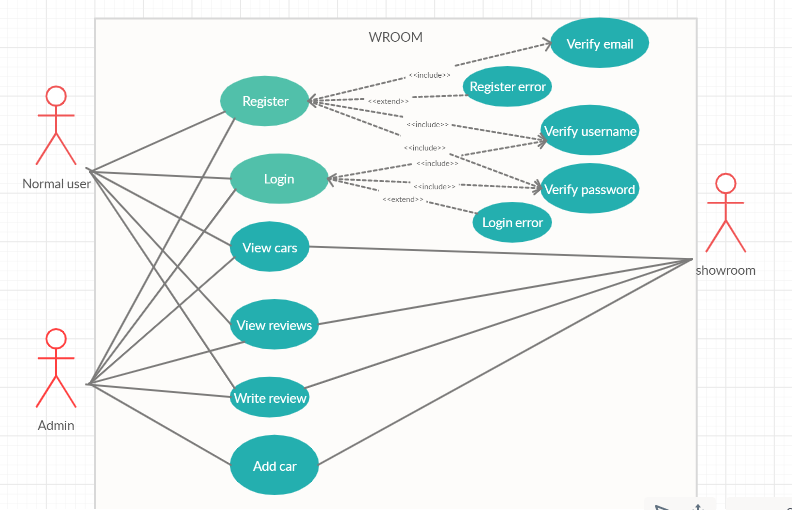 WROOM
Verify email
<<include>>
Register error
Register
<<extend>>
<<include>>
Verify username
<<include>>
<<include>>
Normal user
Login
<<include>>
Verify password
<<extend>>
Login error
View cars
showroom
View reviews
Write review
Admin
Add car